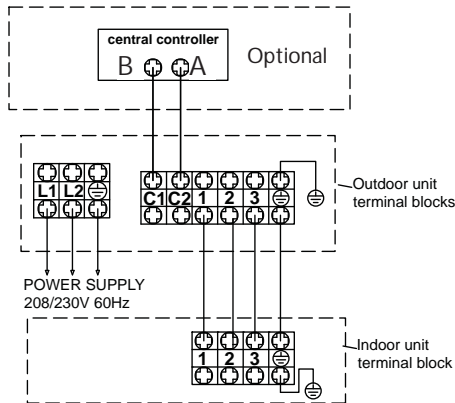 central controller
B A
Optional
L1 L2
C1 C2 1 2 3
Outdoor unit
terminal blocks
POWER SUPPLY
208/230V 60Hz
1 2 3
Indoor unit
terminal block